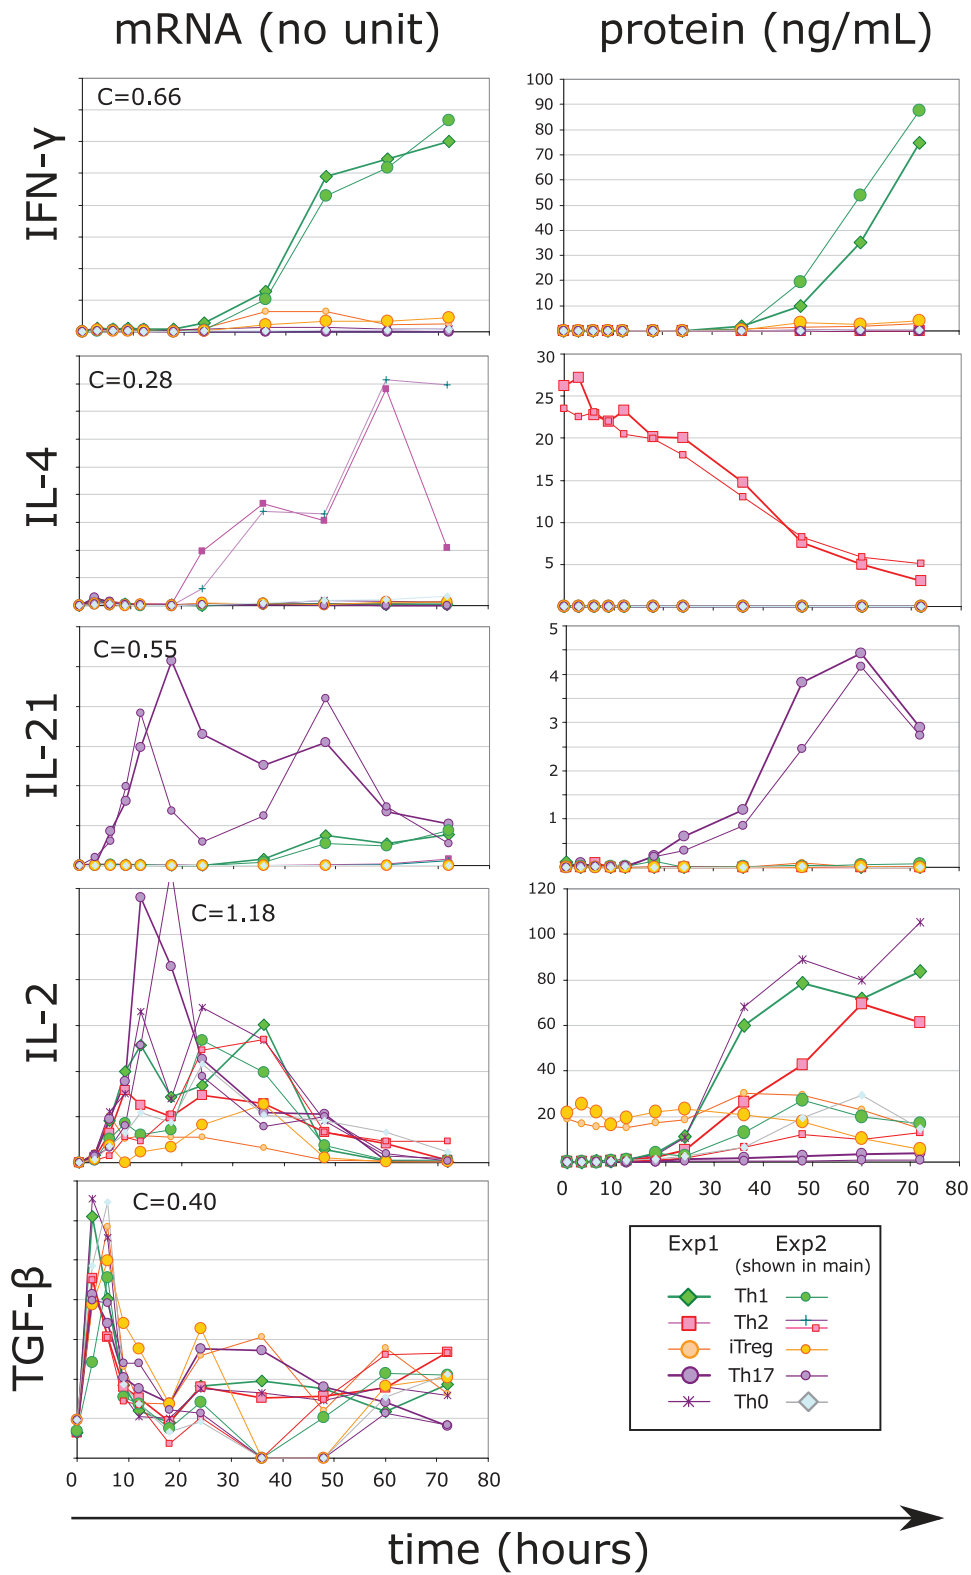 mRNA (no unit) protein (ng/mL)
IFN-γ
C=0.66
100
90
80
70
60
50
40
30
20
10
IL-4
C=0.28
30
25
20
15
10
5
IL-21
C=0.55
5
4
3
2
1
IL-2
C=1.18
120
100
80
60
40
20
0 10 20 30 40 50 60 70 80
TGF-β
C=0.40
0 10 20 30 40 50 60 70 80
Exp1 Exp2
(shown in main)
Th1
Th2
iTreg
Th17
Th0
time (hours)